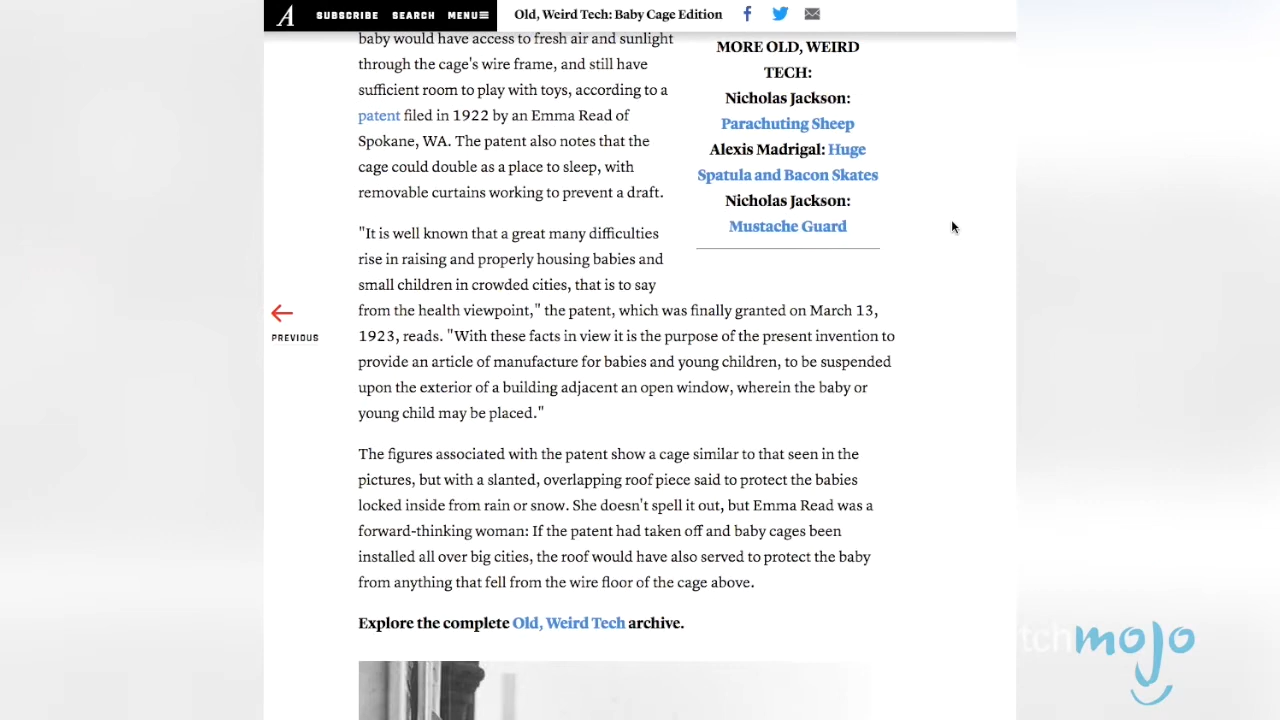 A SUBSCRIBE SEARCH MENU Old, Weird Tech: Baby Cage Edition
baby would have access to fresh air and sunlight
through the cage's wire frame, and still have
sufficient room to play with toys, according to a
patent filed in 1922 by an Emma Read of
Spokane, WA. The patent also notes that the
cage could double as a place to sleep, with
removable curtains working to prevent a draft.
MORE OLD, WEIRD
TECH:
Nicholas Jackson:
Parachuting Sheep
Alexis Madrigal: Huge
Spatula and Bacon Skates
Nicholas Jackson:
Mustache Guard
"It is well known that a great many difficulties
rise in raising and properly housing babies and
small children in crowded cities, that is to say
from the health viewpoint," the patent, which was finally granted on March 13,
1923, reads. "With these facts in view it is the purpose of the present invention to
provide an article of manufacture for babies and young children, to be suspended
upon the exterior of a building adjacent an open window, wherein the baby or
young child may be placed."
PREVIOUS
The figures associated with the patent show a cage similar to that seen in the
pictures, but with a slanted, overlapping roof piece said to protect the babies
locked inside from rain or snow. She doesn't spell it out, but Emma Read was a
forward-thinking woman: If the patent had taken off and baby cages been
installed all over big cities, the roof would have also served to protect the baby
from anything that fell from the wire floor of the cage above.
Explore the complete Old, Weird Tech archive.
tchmojo